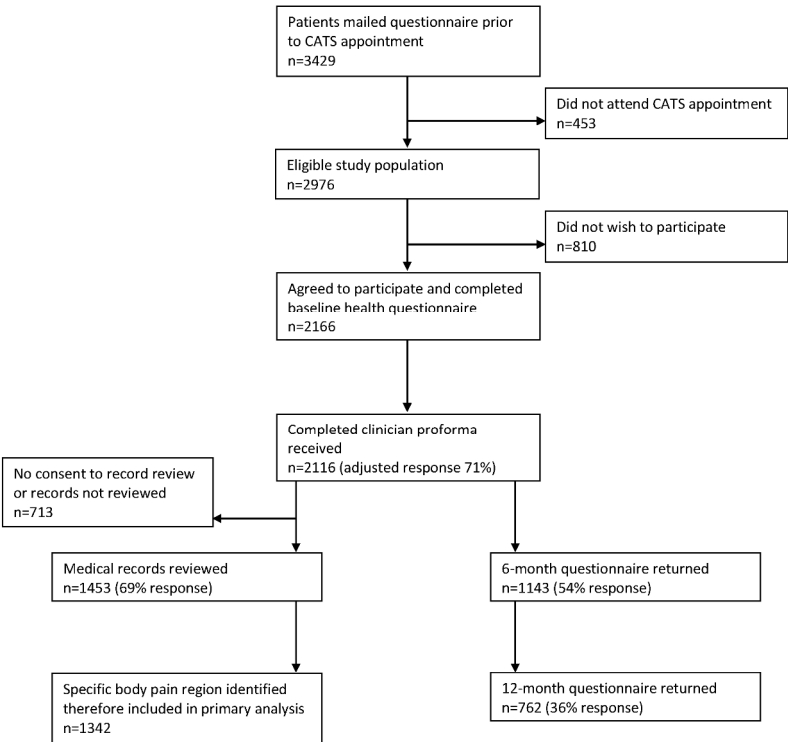 Patients mailed questionnaire prior
to CATS appointment
n=3429
Did not attend CATS appointment
n=453
Eligible study population
n=2976
Did not wish to participate
n=810
Agreed to participate and completed
baseline health questionnaire
n=2166
Completed clinician proforma
received
n=2116 (adjusted response 71%)
No consent to record review
or records not reviewed
n=713
Medical records reviewed
n=1453 (69% response)
6-month questionnaire returned
n=1143 (54% response)
Specific body pain region identified
therefore included in primary analysis
n=1342
12-month questionnaire returned
n=762 (36% response)